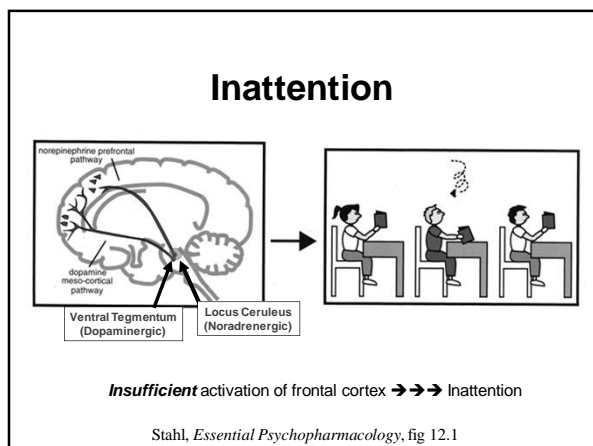 Inattention
norepinephrine prefrontal
pathway
dopamine
meso-cortical
pathway
Ventral Tegmentum
(Dopaminergic)
Locus Ceruleus
(Noradrenergic)
Insufficient activation of frontal cortex ➔➔➔ Inattention
Stahl, Essential Psychopharmacology, fig 12.1